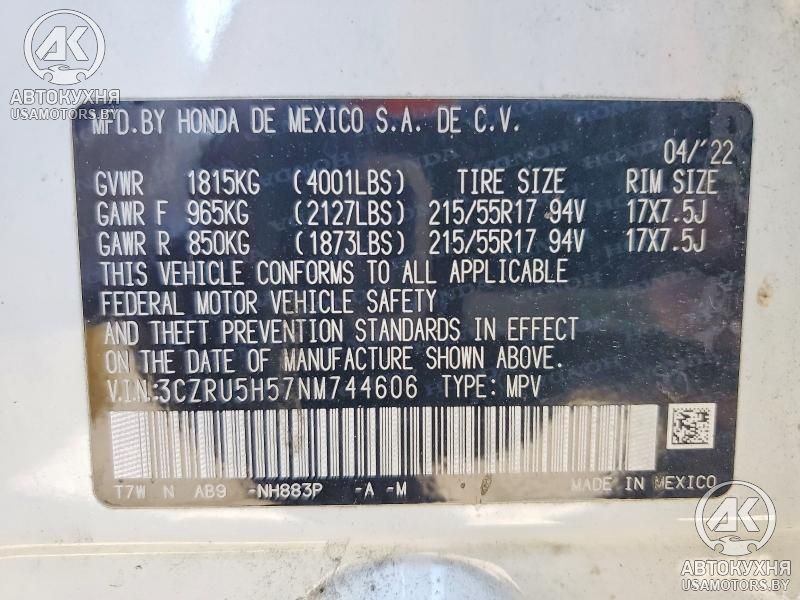 AK
АВТОКУХНЯ
USAMOTORS.BY
MFD.BY HONDA DE MEXICO S.A. DE C.V.
04/'22
GVWR 1815KG (4001LBS) TIRE SIZE RIM SIZE
GAWR F 965KG (2127LBS) 215/55R17 94V 17X7.5J
GAWR R 850KG (1873LBS) 215/55R17 94V 17X7.5J
THIS VEHICLE CONFORMS TO ALL APPLICABLE
FEDERAL MOTOR VEHICLE SAFETY
AND THEFT PREVENTION STANDARDS IN EFFECT
ON THE DATE OF MANUFACTURE SHOWN ABOVE.
V.I.N.:3CZRU5H57NM744606 TYPE: MPV
T7W N AB9 -NH883P -A -M MADE IN MEXICO
AK
АВТОКУХНЯ
USAMOTORS.BY